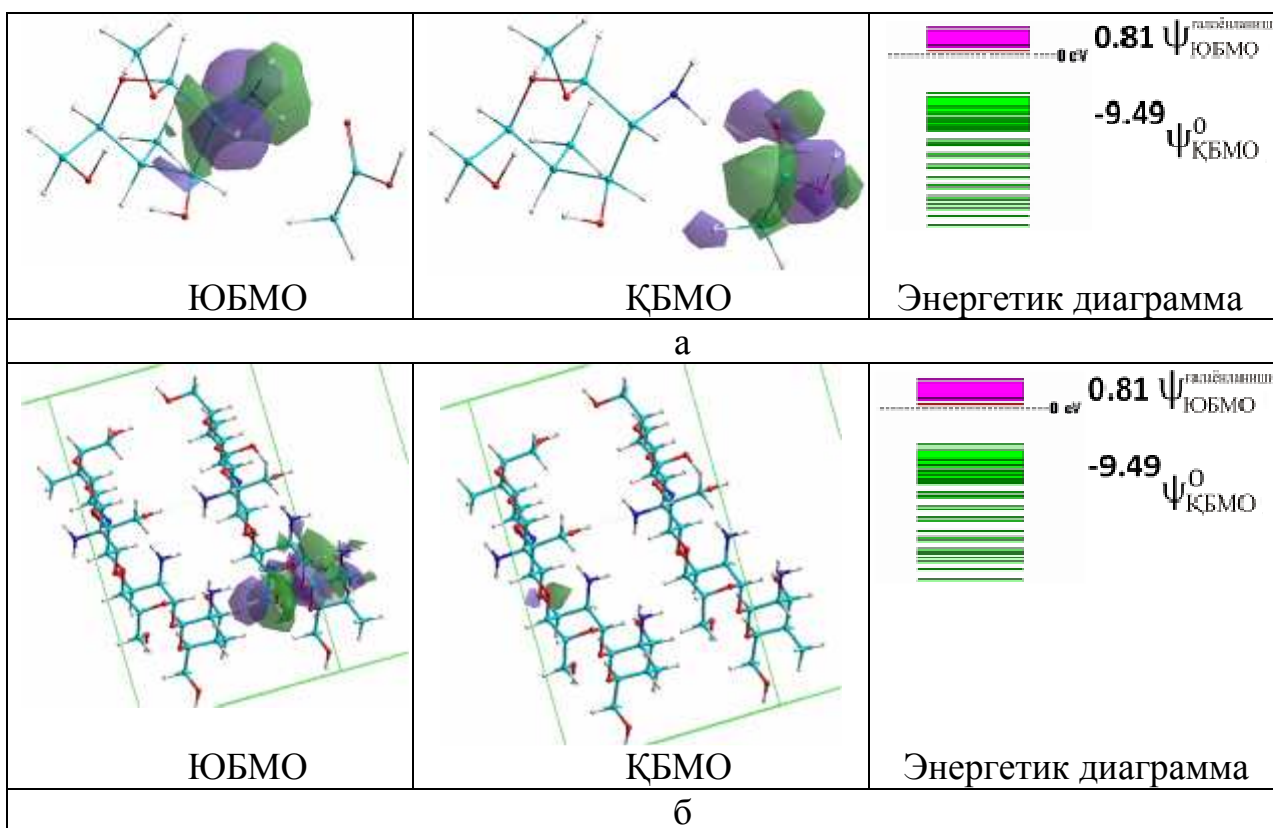 0.81 ψ ЮБМО
0 eV
-9.49 ψ⁰ ҚБМО
ЮБМО
ҚБМО
Энергетик диаграмма
а
0.81 ψ ЮБМО
0 eV
-9.49 ψ⁰ ҚБМО
ЮБМО
ҚБМО
Энергетик диаграмма
б